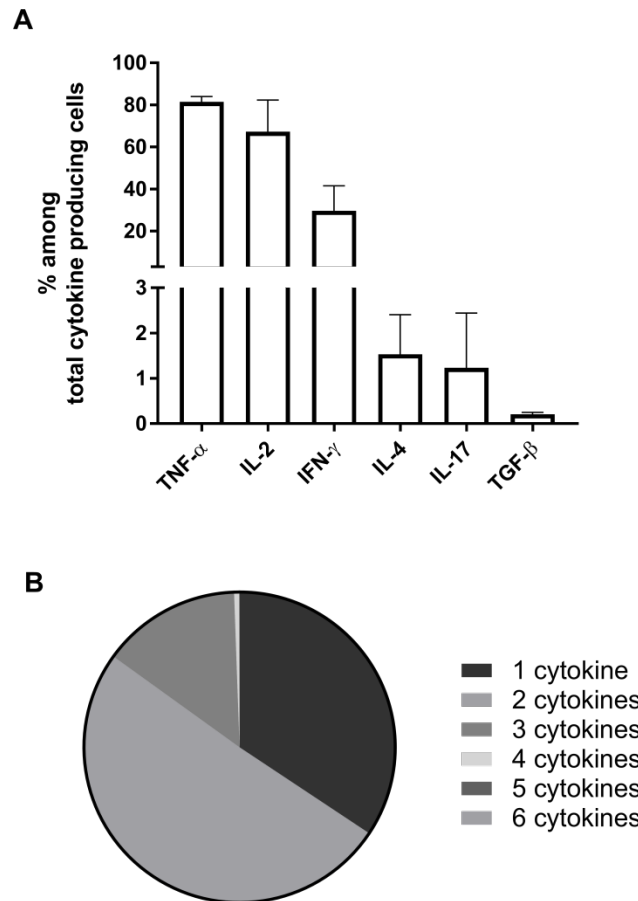 A
% among
total cytokine producing cells
100
80
60
40
20
3
2
1
0
TNF-α
IL-2
IFN-γ
IL-4
IL-17
TGF-β
B
1 cytokine
2 cytokines
3 cytokines
4 cytokines
5 cytokines
6 cytokines